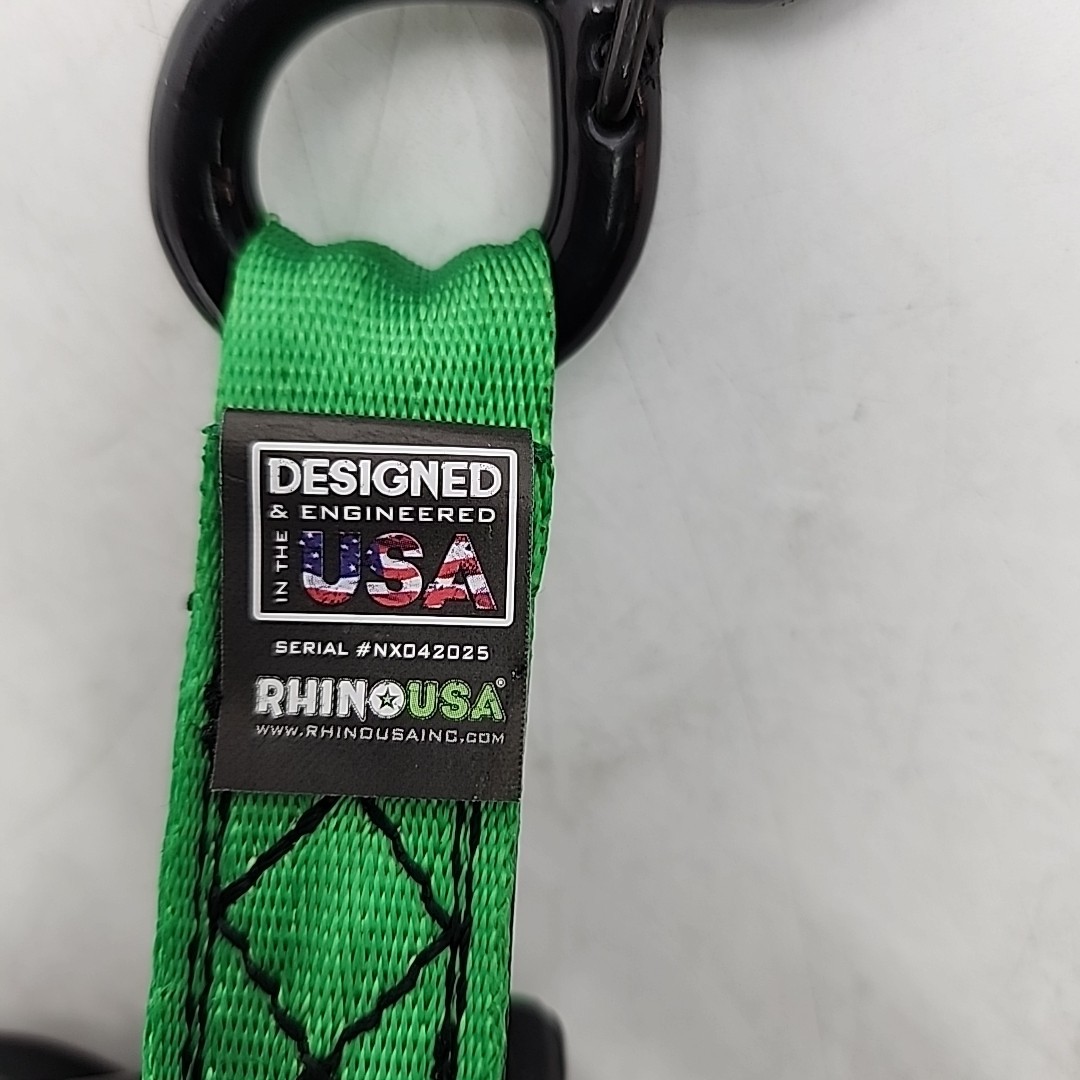 DESIGNED
& ENGINEERED
IN THE
USA
SERIAL #NX042025
RHINOUSA®
WWW.RHINOUSAINC.COM